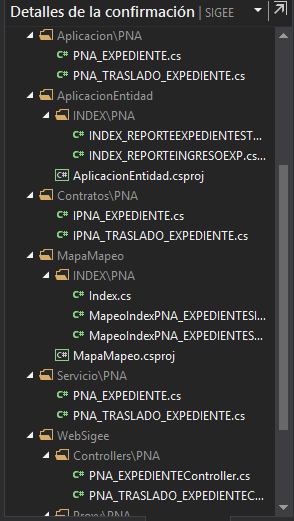 Detalles de la confirmación | SIGEE
Aplicacion\PNA
C# PNA_EXPEDIENTE.cs
C# PNA_TRASLADO_EXPEDIENTE.cs
AplicacionEntidad
INDEX\PNA
C# INDEX_REPORTEEXPEDIENTEST...
C# INDEX_REPORTEINGRESOEXP.cs...
C# AplicacionEntidad.csproj
Contratos\PNA
C# IPNA_EXPEDIENTE.cs
C# IPNA_TRASLADO_EXPEDIENTE.cs
MapaMapeo
INDEX\PNA
C# Index.cs
C# MapeoIndexPNA_EXPEDIENTESI...
C# MapeoIndexPNA_EXPEDIENTES...
C# MapaMapeo.csproj
Servicio\PNA
C# PNA_EXPEDIENTE.cs
C# PNA_TRASLADO_EXPEDIENTE.cs
WebSigee
Controllers\PNA
C# PNA_EXPEDIENTEController.cs
C# PNA_TRASLADO_EXPEDIENTEC...
Proxy\PNA